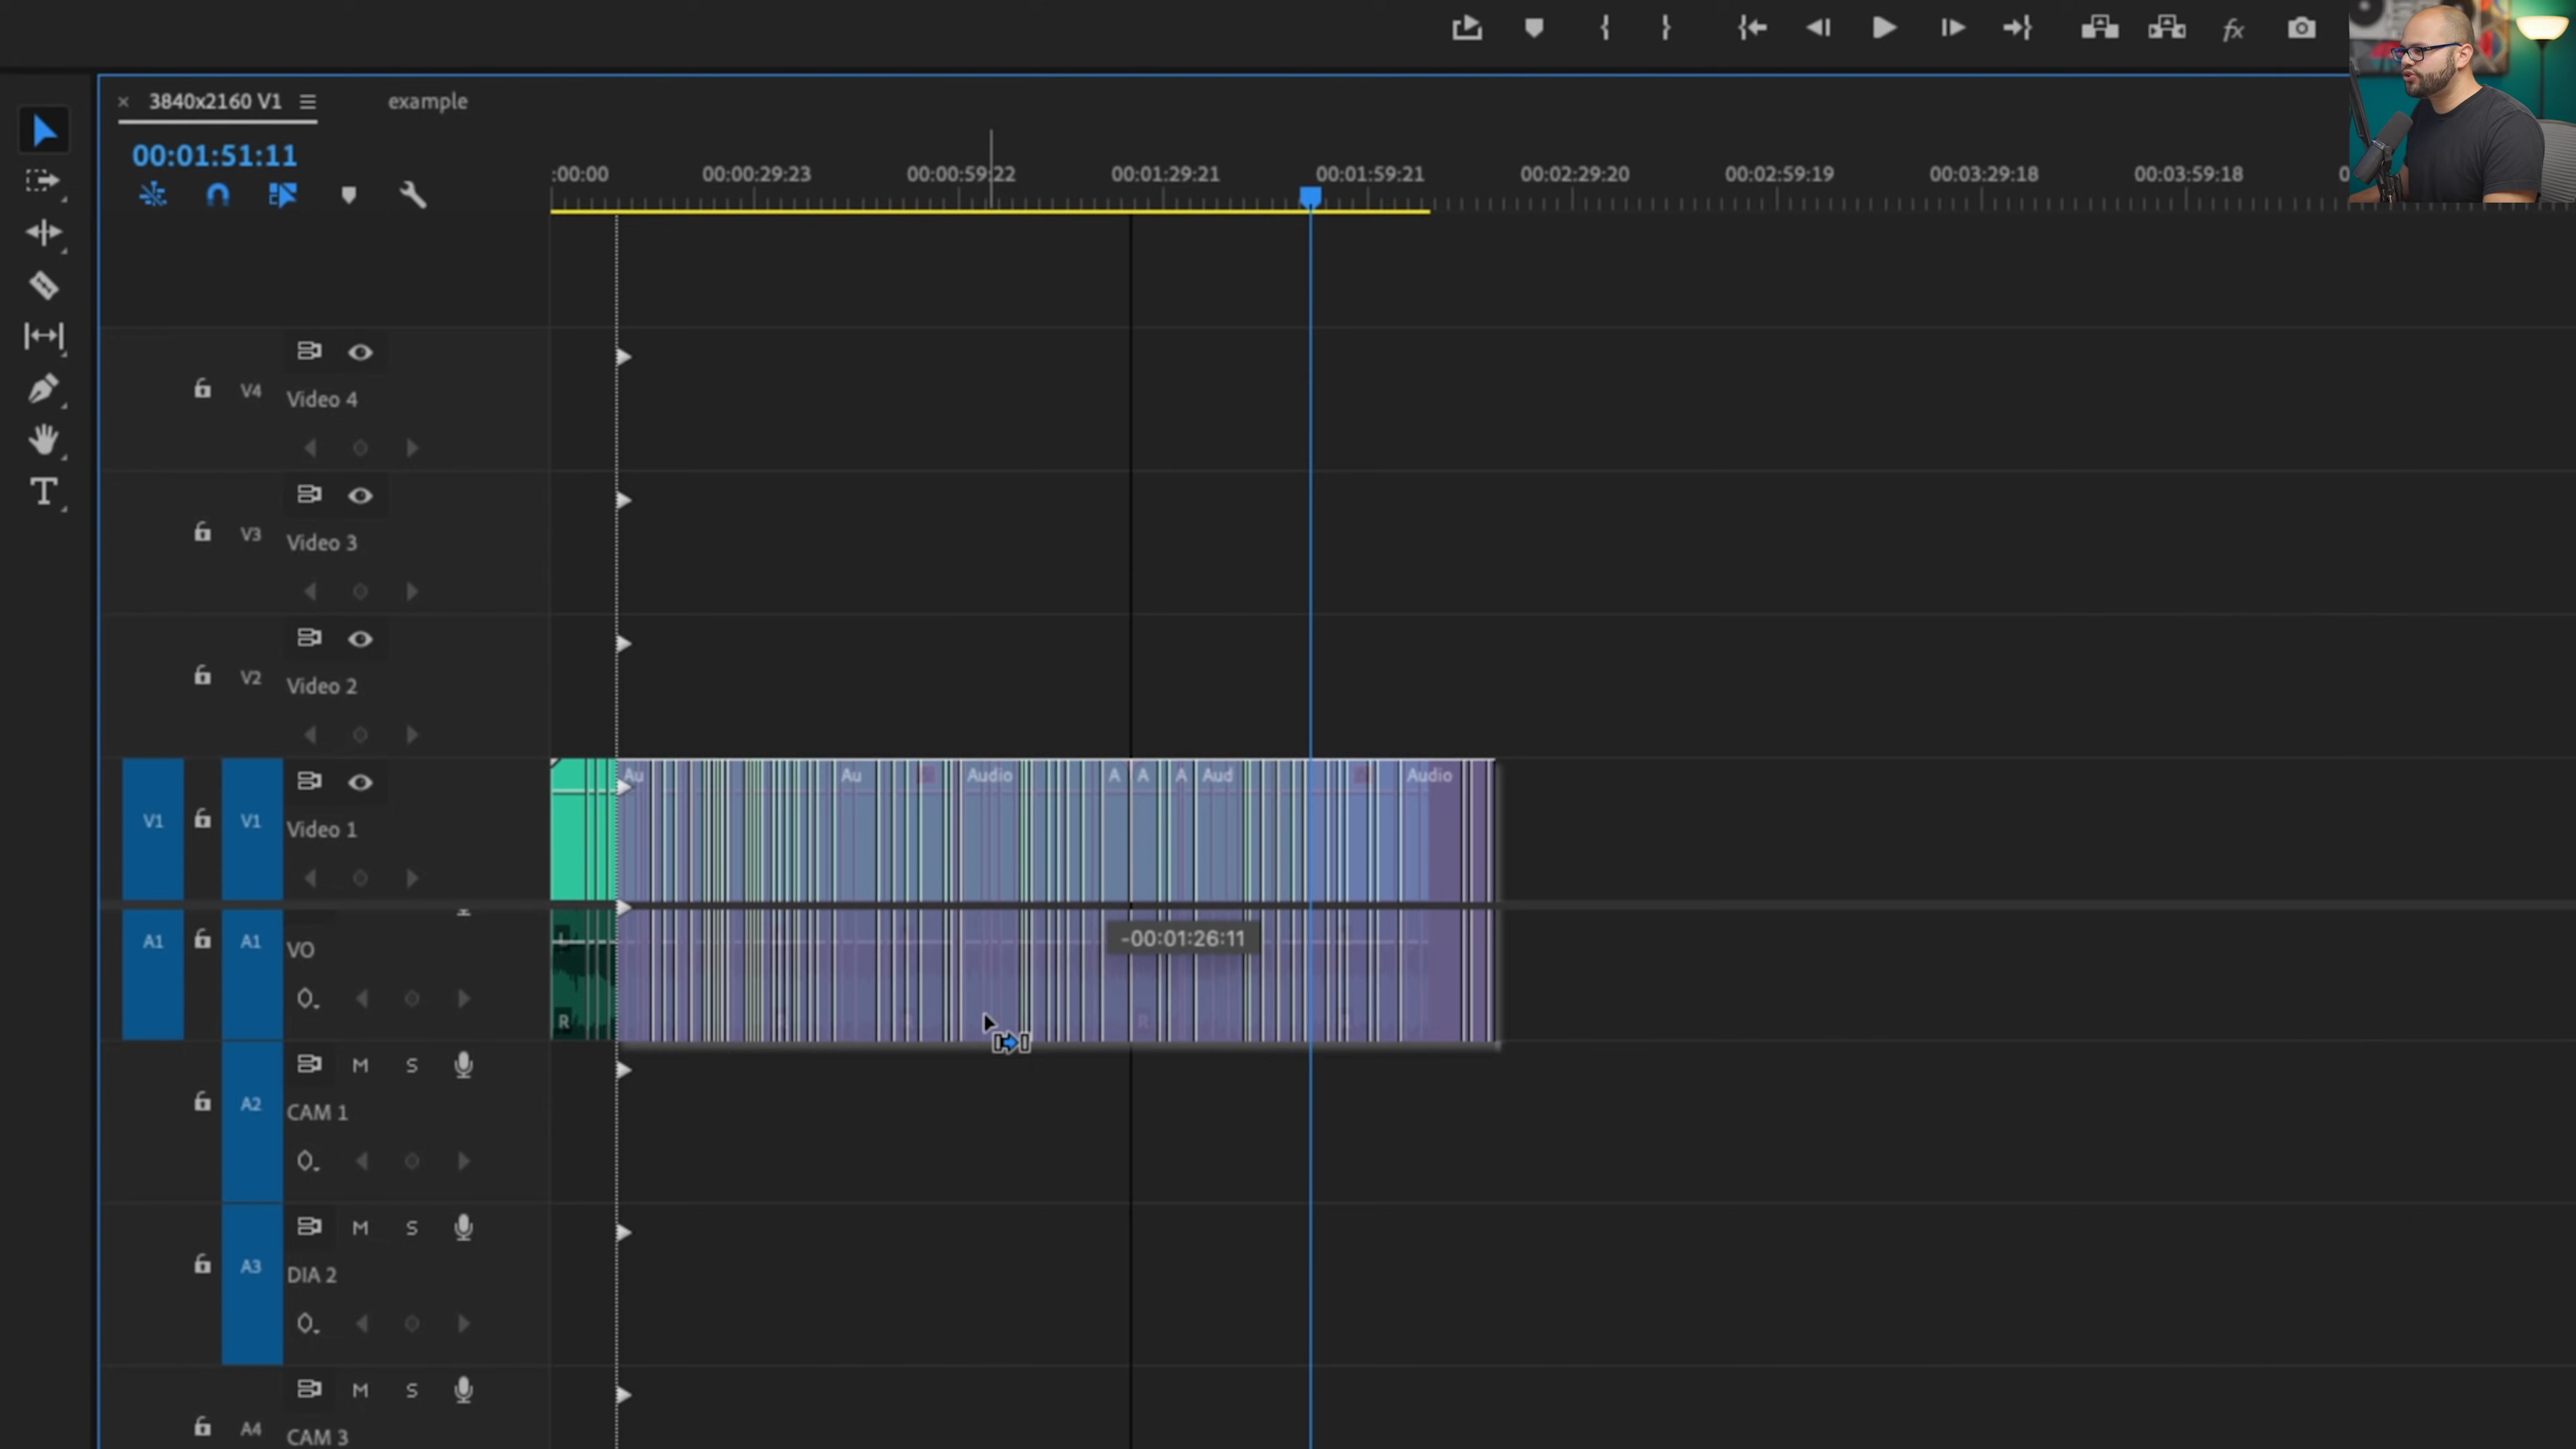 fx
3840x2160 V1
example
00:01:51:11
:00:00
00:00:29:23
00:00:59:22
00:01:29:21
00:01:59:21
00:02:29:20
00:02:59:19
00:03:29:18
00:03:59:18
0
V4
Video 4
V3
Video 3
T
V2
Video 2
V1
V1
Video 1
Au
Au
Audio
A
A
A
Aud
Audio
A1
A1
VO
L
R
R
-00:01:26:11
A2
M
S
CAM 1
A3
M
S
DIA 2
A4
M
S
CAM 3